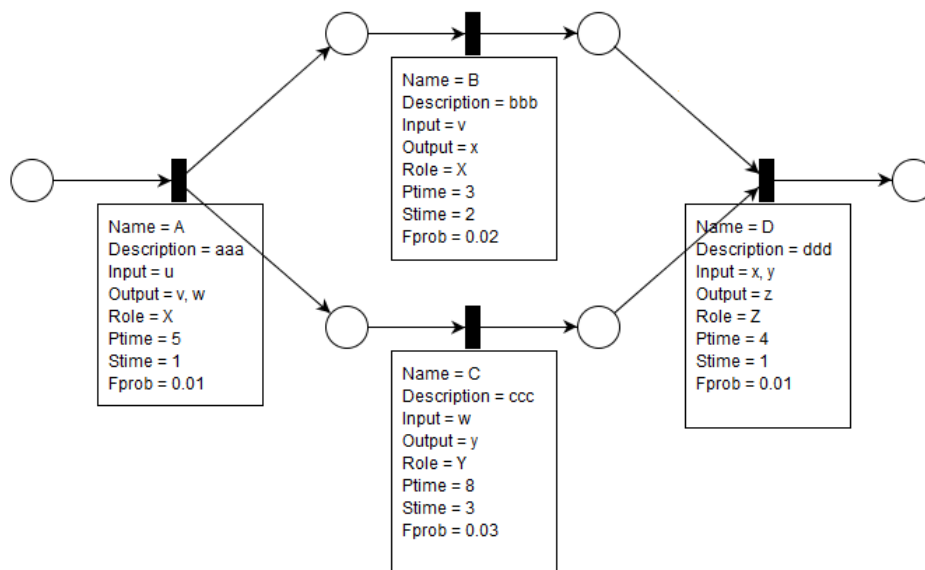 Name = A
Description = aaa
Input = u
Output = v, w
Role = X
Ptime = 5
Stime = 1
Fprob = 0.01
Name = B
Description = bbb
Input = v
Output = x
Role = X
Ptime = 3
Stime = 2
Fprob = 0.02
Name = C
Description = ccc
Input = w
Output = y
Role = Y
Ptime = 8
Stime = 3
Fprob = 0.03
Name = D
Description = ddd
Input = x, y
Output = z
Role = Z
Ptime = 4
Stime = 1
Fprob = 0.01